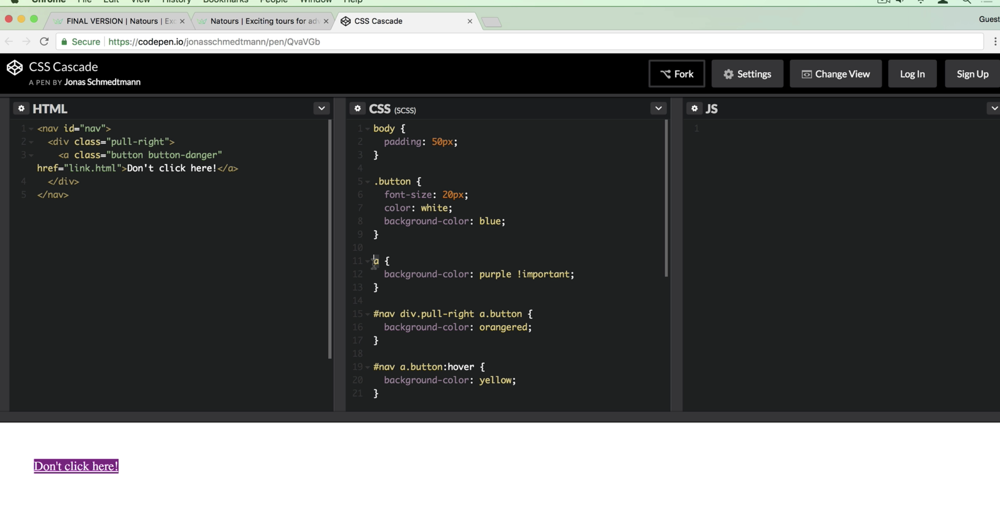 Chrome File Edit View History Bookmarks People Window Help
FINAL VERSION | Natours | Exc
Natours | Exciting tours for adv
CSS Cascade
Guest
Secure https://codepen.io/jonasschmedtmann/pen/QvaVGb
CSS Cascade
A PEN BY Jonas Schmedtmann
Fork
Settings
Change View
Log In
Sign Up
HTML
1 <nav id="nav">
2 <div class="pull-right">
3 <a class="button button-danger"
href="link.html">Don't click here!</a>
4 </div>
5 </nav>
CSS (SCSS)
1 body {
2 padding: 50px;
3 }
4
5 .button {
6 font-size: 20px;
7 color: white;
8 background-color: blue;
9 }
10
11 a {
12 background-color: purple !important;
13 }
14
15 #nav div.pull-right a.button {
16 background-color: orangered;
17 }
18
19 #nav a.button:hover {
20 background-color: yellow;
21 }
JS
1
Don't click here!